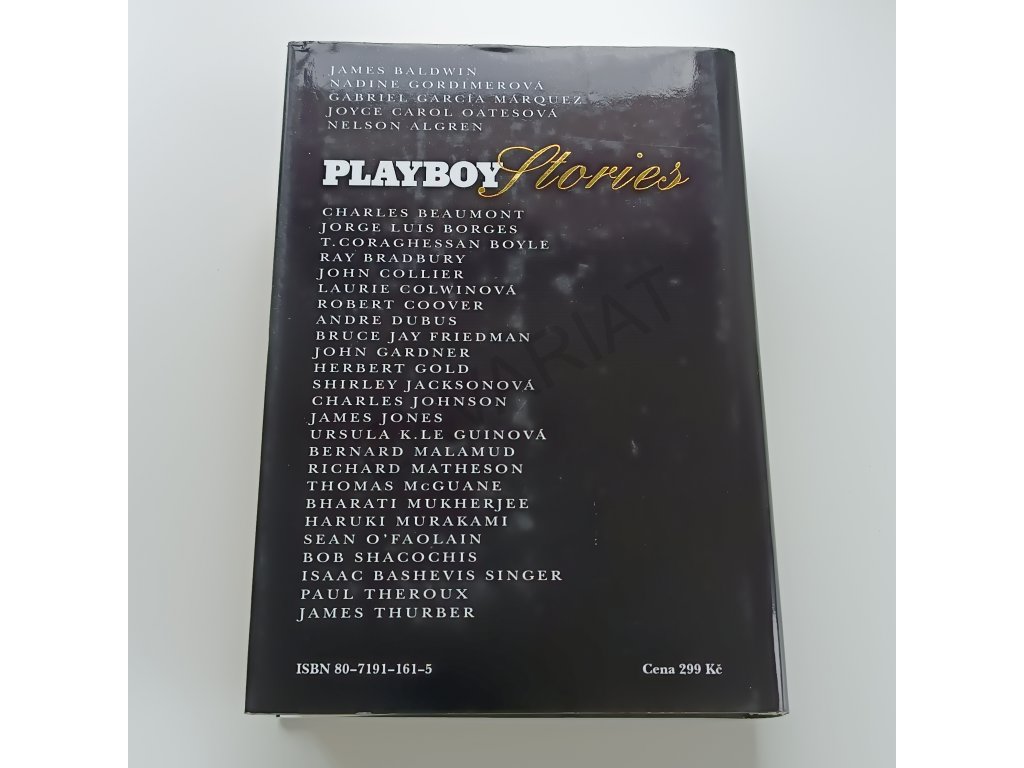 JAMES BALDWIN
NADINE GORDIMEROVÁ
GABRIEL GARCÍA MÁRQUEZ
JOYCE CAROL OATESOVÁ
NELSON ALGREN
PLAYBOY Stories
CHARLES BEAUMONT
JORGE LUIS BORGES
T.CORAGHESSAN BOYLE
RAY BRADBURY
JOHN COLLIER
LAURIE COLWINOVÁ
ROBERT COOVER
ANDRE DUBUS
BRUCE JAY FRIEDMAN
JOHN GARDNER
HERBERT GOLD
SHIRLEY JACKSONOVÁ
CHARLES JOHNSON
JAMES JONES
URSULA K.LE GUINOVÁ
BERNARD MALAMUD
RICHARD MATHESON
THOMAS McGUANE
BHARATI MUKHERJEE
HARUKI MURAKAMI
SEAN O'FAOLAIN
BOB SHACOCHIS
ISAAC BASHEVIS SINGER
PAUL THEROUX
JAMES THURBER
ISBN 80-7191-161-5
Cena 299 Kč